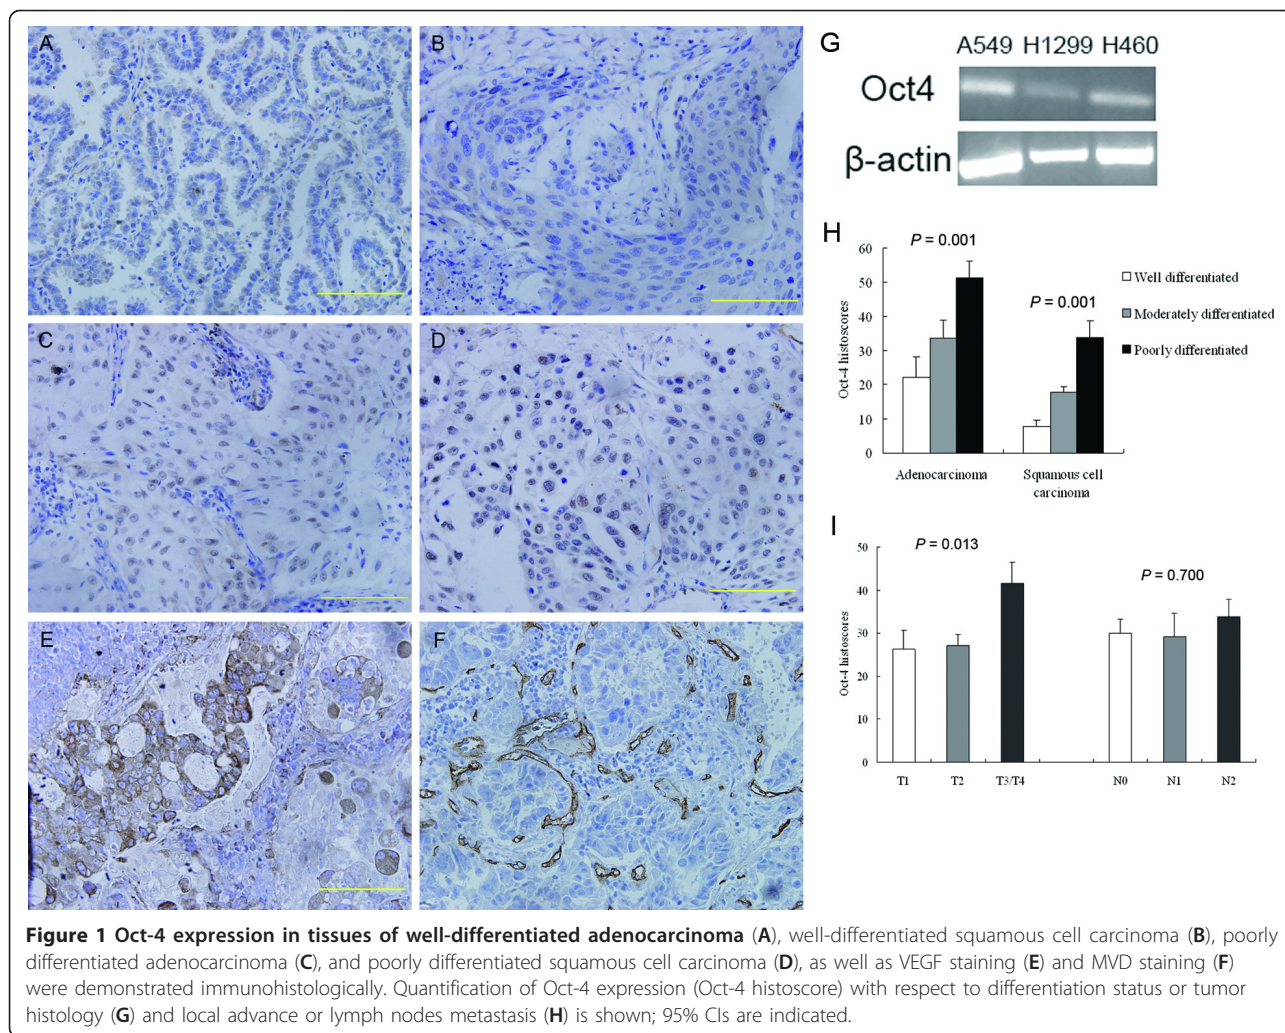 A
B
C
D
E
F
G
A549 H1299 H460
Oct4
β-actin
H
P = 0.001
P = 0.001
60
50
40
30
20
10
0
Oct-4 histoscores
Adenocarcinoma
Squamous cell
carcinoma
Well differentiated
Moderately differentiated
Poorly differentiated
I
P = 0.013
P = 0.700
50
40
30
20
10
0
Oct-4 histoscores
T1 T2 T3/T4 N0 N1 N2
Figure 1 Oct-4 expression in tissues of well-differentiated adenocarcinoma (A), well-differentiated squamous cell carcinoma (B), poorly
differentiated adenocarcinoma (C), and poorly differentiated squamous cell carcinoma (D), as well as VEGF staining (E) and MVD staining (F)
were demonstrated immunohistologically. Quantification of Oct-4 expression (Oct-4 histoscore) with respect to differentiation status or tumor
histology (G) and local advance or lymph nodes metastasis (H) is shown; 95% CIs are indicated.